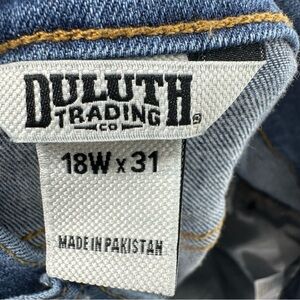 DULUTH
TRADING
CO
18W x 31
MADE IN PAKISTAN